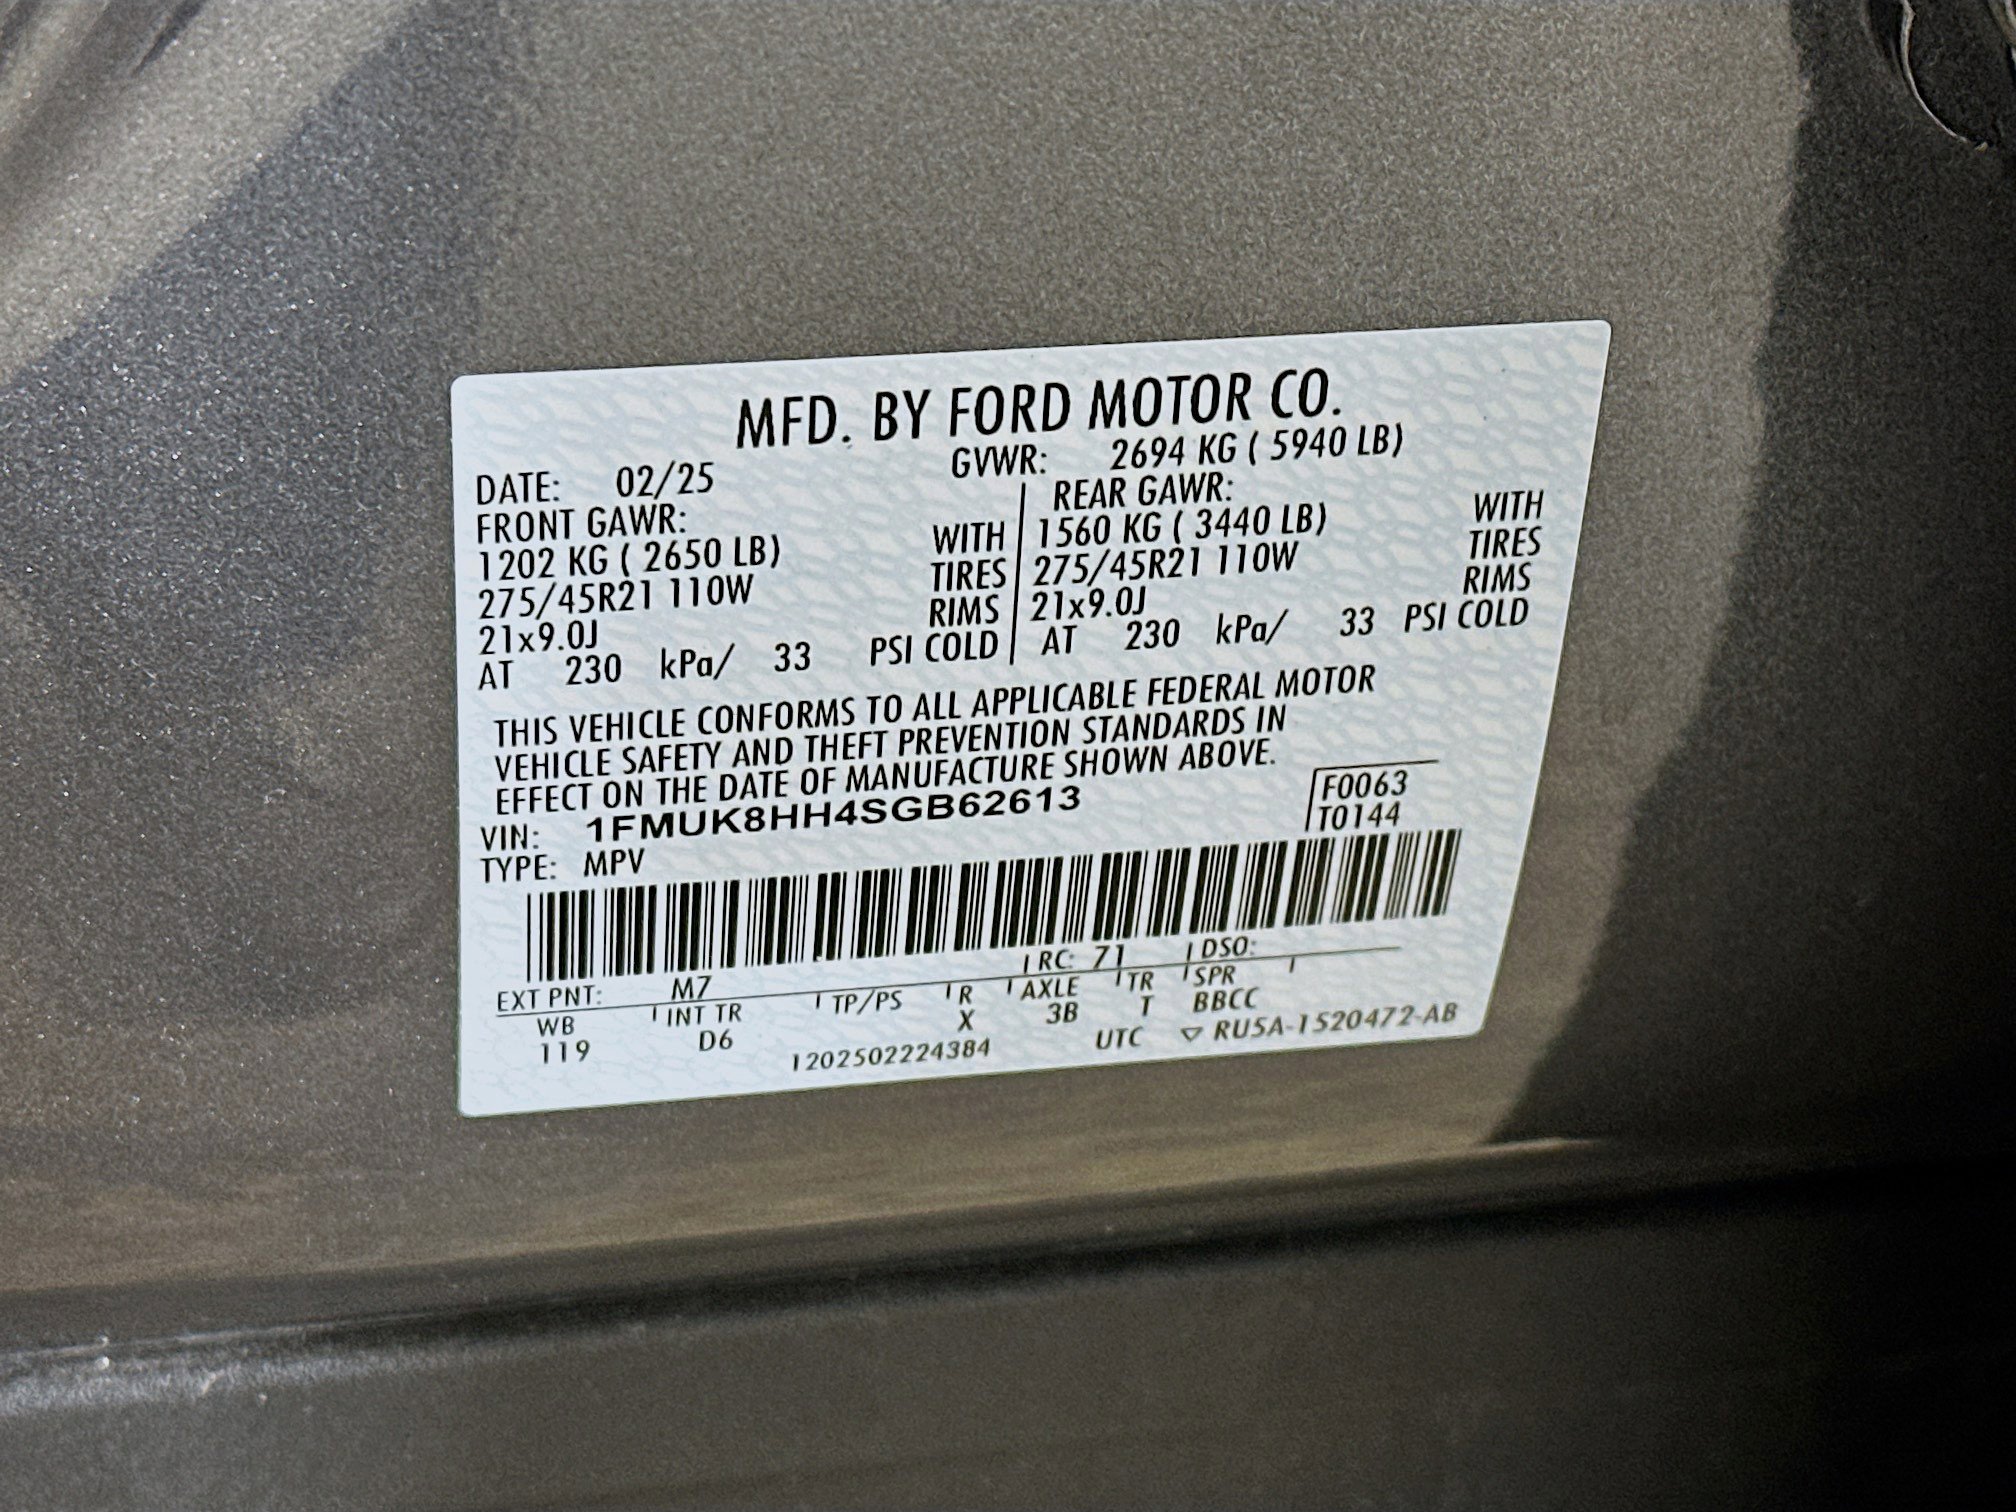 MFD. BY FORD MOTOR CO.
DATE: 02/25 GVWR: 2694 KG ( 5940 LB)
FRONT GAWR: REAR GAWR:
1202 KG ( 2650 LB) WITH 1560 KG ( 3440 LB) WITH
275/45R21 110W TIRES 275/45R21 110W TIRES
21x9.0J RIMS 21x9.0J RIMS
AT 230 kPa/ 33 PSI COLD AT 230 kPa/ 33 PSI COLD
THIS VEHICLE CONFORMS TO ALL APPLICABLE FEDERAL MOTOR
VEHICLE SAFETY AND THEFT PREVENTION STANDARDS IN
EFFECT ON THE DATE OF MANUFACTURE SHOWN ABOVE.
VIN: 1FMUK8HH4SGB62613 F0063
TYPE: MPV T0144
EXT PNT: M7 RC: 71 DSO:
WB INT TR TP/PS R AXLE TR SPR
119 D6 X 3B T BBCC
1202502224384 UTC ▽ RU5A-1520472-AB